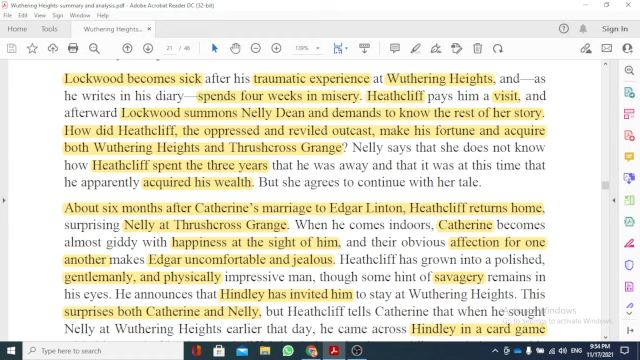 Wuthering Heights-summary and analysis.pdf - Adobe Acrobat Reader DC (32-bit)
File Edit View Sign Window Help
Home Tools Wuthering Heights-... × Sign In
21 / 46 139%
Lockwood becomes sick after his traumatic experience at Wuthering Heights, and—as
he writes in his diary—spends four weeks in misery. Heathcliff pays him a visit, and
afterward Lockwood summons Nelly Dean and demands to know the rest of her story.
How did Heathcliff, the oppressed and reviled outcast, make his fortune and acquire
both Wuthering Heights and Thrushcross Grange? Nelly says that she does not know
how Heathcliff spent the three years that he was away and that it was at this time that
he apparently acquired his wealth. But she agrees to continue with her tale.
About six months after Catherine's marriage to Edgar Linton, Heathcliff returns home,
surprising Nelly at Thrushcross Grange. When he comes indoors, Catherine becomes
almost giddy with happiness at the sight of him, and their obvious affection for one
another makes Edgar uncomfortable and jealous. Heathcliff has grown into a polished,
gentlemanly, and physically impressive man, though some hint of savagery remains in
his eyes. He announces that Hindley has invited him to stay at Wuthering Heights. This
surprises both Catherine and Nelly, but Heathcliff tells Catherine that when he sought
Nelly at Wuthering Heights earlier that day, he came across Hindley in a card game
Activate Windows
Go to Settings to activate Windows.
Type here to search
9:54 PM
11/17/2021